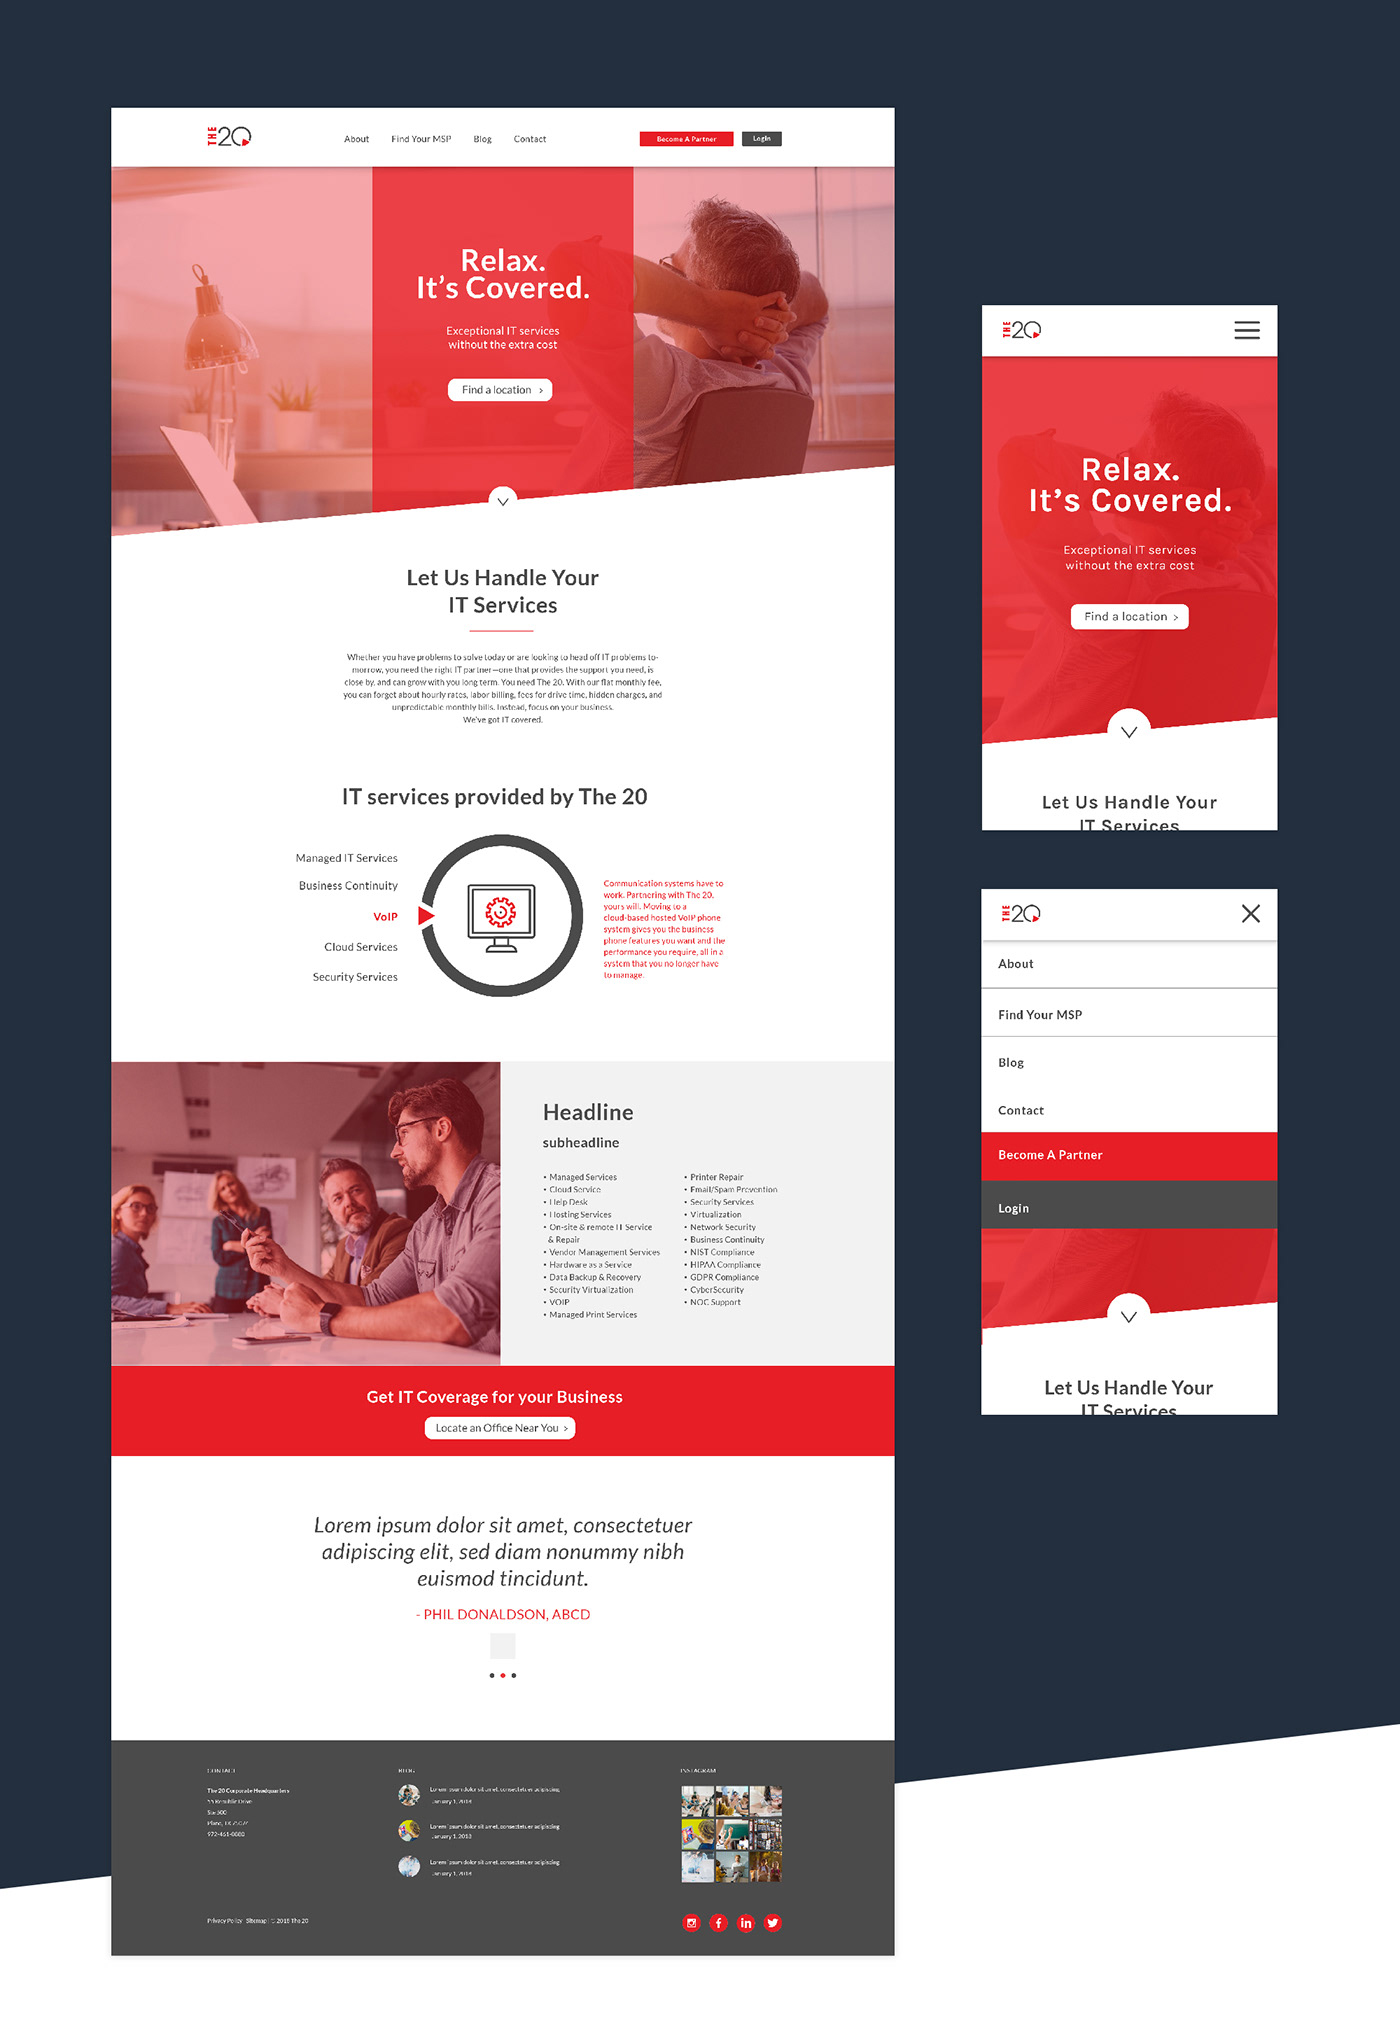 THE 20
About
Find Your MSP
Blog
Contact
Become A Partner
Login
Relax.
It's Covered.
Exceptional IT services
without the extra cost
Find a location >
Let Us Handle Your
IT Services
Whether you have problems to solve today or are looking to head off IT problems to-
morrow, you need the right IT partner—one that provides the support you need, is
close by, and can grow with you long term. You need The 20. With our flat monthly fee,
you can forget about hourly rates, labor billing, fees for drive time, hidden charges, and
unpredictable monthly bills. Instead, focus on your business.
We've got IT covered.
IT services provided by The 20
Managed IT Services
Business Continuity
VoIP
Cloud Services
Security Services
Communication systems have to
work. Partnering with The 20,
yours will. Moving to a
cloud-based hosted VoIP phone
system gives you the business
phone features you want and the
performance you require, all in a
system that you no longer have
to manage.
Headline
subheadline
• Managed Services
• Cloud Service
• Help Desk
• Hosting Services
• On-site & remote IT Service
& Repair
• Vendor Management Services
• Hardware as a Service
• Data Backup & Recovery
• Security Virtualization
• VOIP
• Managed Print Services
• Printer Repair
• Email/Spam Prevention
• Security Services
• Virtualization
• Network Security
• Business Continuity
• NIST Compliance
• HIPAA Compliance
• GDPR Compliance
• CyberSecurity
• NOC Support
Get IT Coverage for your Business
Locate an Office Near You >
Lorem ipsum dolor sit amet, consectetuer
adipiscing elit, sed diam nonummy nibh
euismod tincidunt.
- PHIL DONALDSON, ABCD
CONTACT
The 20 Corporate Headquarters
Republic Drive
Plano, TX
BLOG
Lorem ipsum dolor sit amet, consectetuer adipiscing
January 1, 2018
Lorem ipsum dolor sit amet, consectetuer adipiscing
January 1, 2018
Lorem ipsum dolor sit amet, consectetuer adipiscing
January 1, 2018
INSTAGRAM
Privacy Policy Sitemap | © 2018 The 20
THE 20
Relax.
It's Covered.
Exceptional IT services
without the extra cost
Find a location >
Let Us Handle Your
IT Services
THE 20
About
Find Your MSP
Blog
Contact
Become A Partner
Login
Let Us Handle Your
IT Services